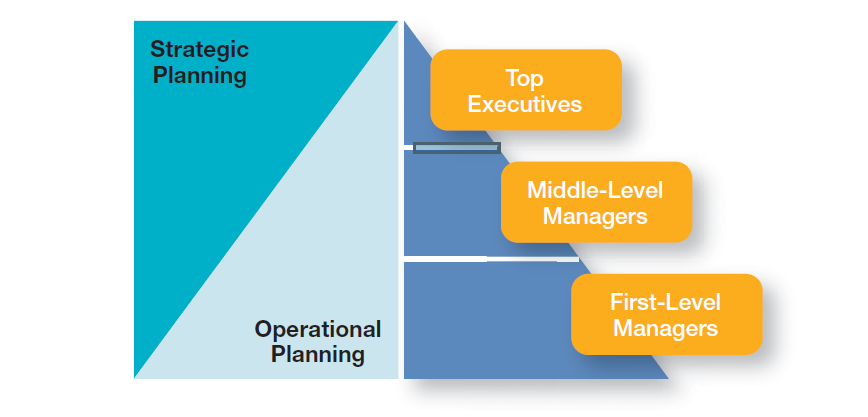 Strategic
Planning
Top
Executives
Middle-Level
Managers
First-Level
Managers
Operational
Planning